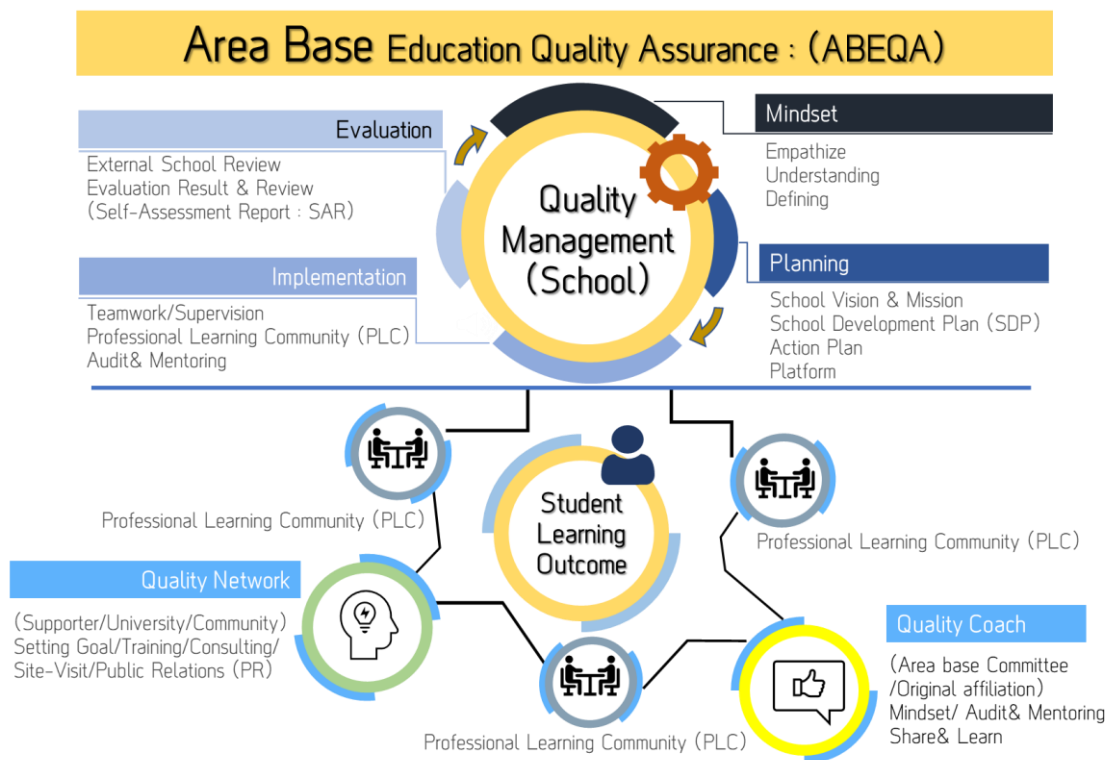 Area Base Education Quality Assurance : (ABEQA)
Evaluation
External School Review
Evaluation Result & Review
(Self-Assessment Report : SAR)
Implementation
Teamwork/Supervision
Professional Learning Community (PLC)
Audit& Mentoring
Quality
Management
(School)
Mindset
Empathize
Understanding
Defining
Planning
School Vision & Mission
School Development Plan (SDP)
Action Plan
Platform
Professional Learning Community (PLC)
Student
Learning
Outcome
Professional Learning Community (PLC)
Quality Network
(Supporter/University/Community)
Setting Goal/Training/Consulting/
Site-Visit/Public Relations (PR)
Professional Learning Community (PLC)
Quality Coach
(Area base Committee
/Original affiliation)
Mindset/ Audit& Mentoring
Share& Learn